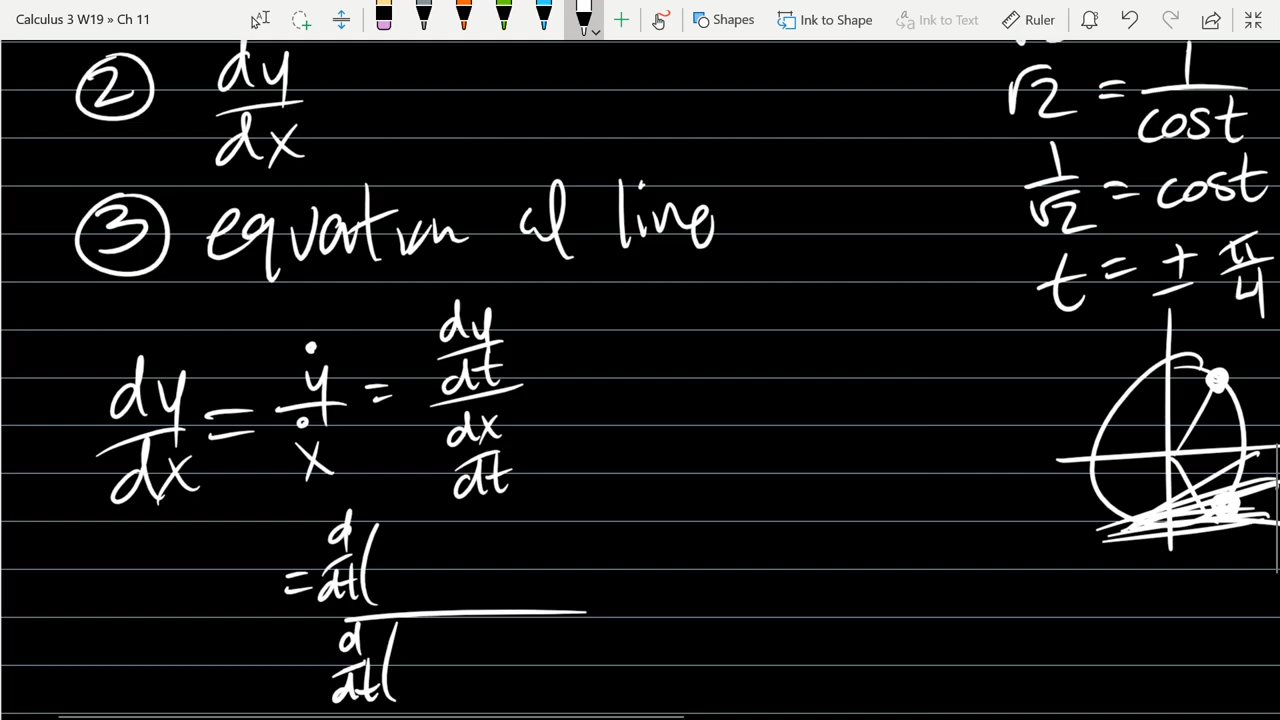 Calculus 3 W19 » Ch 11
Shapes
Ink to Shape
Ink to Text
Ruler
② dy/dx
③ equation of line
dy/dx = ẏ/ẋ = (dy/dt)/(dx/dt)
= d/dt( / d/dt(
√2 = 1/cost
1/√2 = cost
t = ± π/4